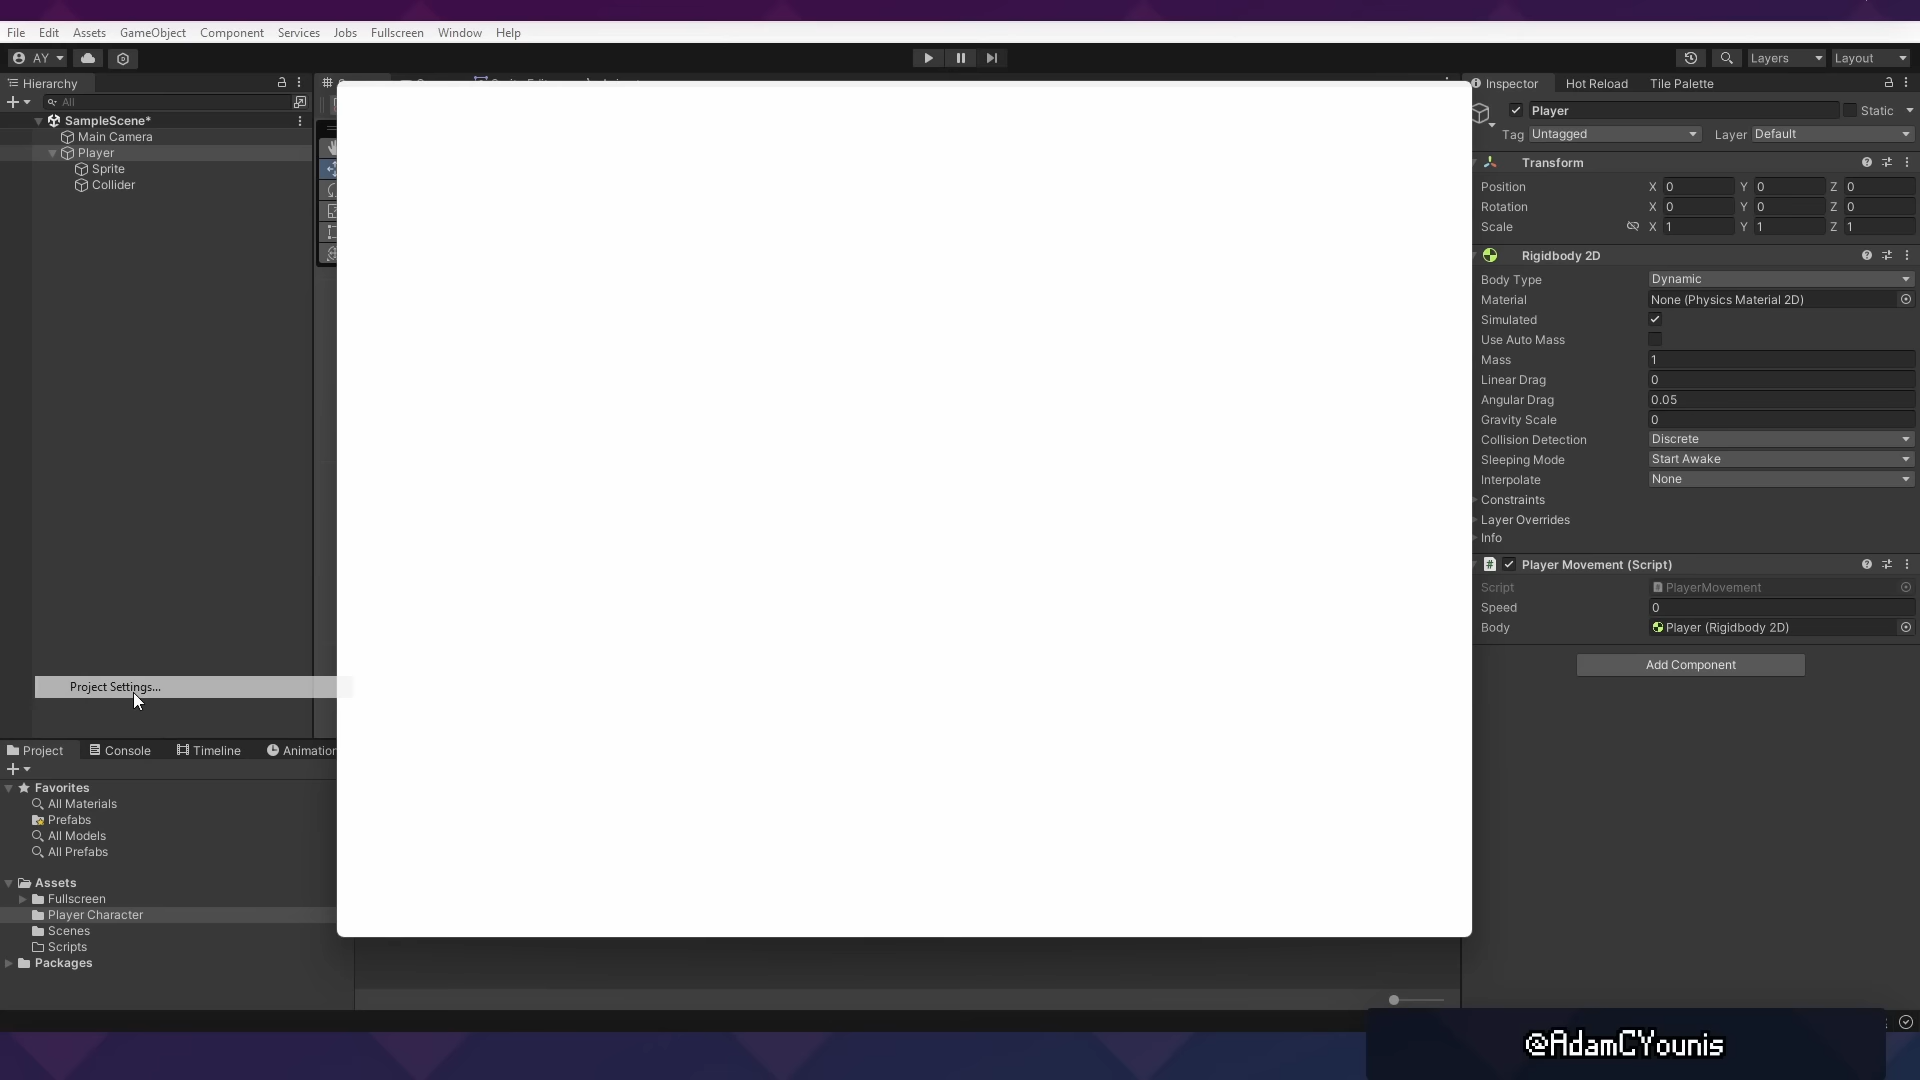 File Edit Assets GameObject Component Services Jobs Fullscreen Window Help
AY
Layers Layout
Hierarchy
Inspector Hot Reload Tile Palette
All
SampleScene*
Main Camera
Player
Sprite
Collider
Player Static
Tag Untagged Layer Default
Transform
Position X 0 Y 0 Z 0
Rotation X 0 Y 0 Z 0
Scale X 1 Y 1 Z 1
Rigidbody 2D
Body Type Dynamic
Material None (Physics Material 2D)
Simulated
Use Auto Mass
Mass 1
Linear Drag 0
Angular Drag 0.05
Gravity Scale 0
Collision Detection Discrete
Sleeping Mode Start Awake
Interpolate None
Constraints
Layer Overrides
Info
Player Movement (Script)
Script PlayerMovement
Speed 0
Body Player (Rigidbody 2D)
Add Component
Project Settings...
Project Console Timeline Animation
Favorites
All Materials
Prefabs
All Models
All Prefabs
Assets
Fullscreen
Player Character
Scenes
Scripts
Packages
@AdamCYounis